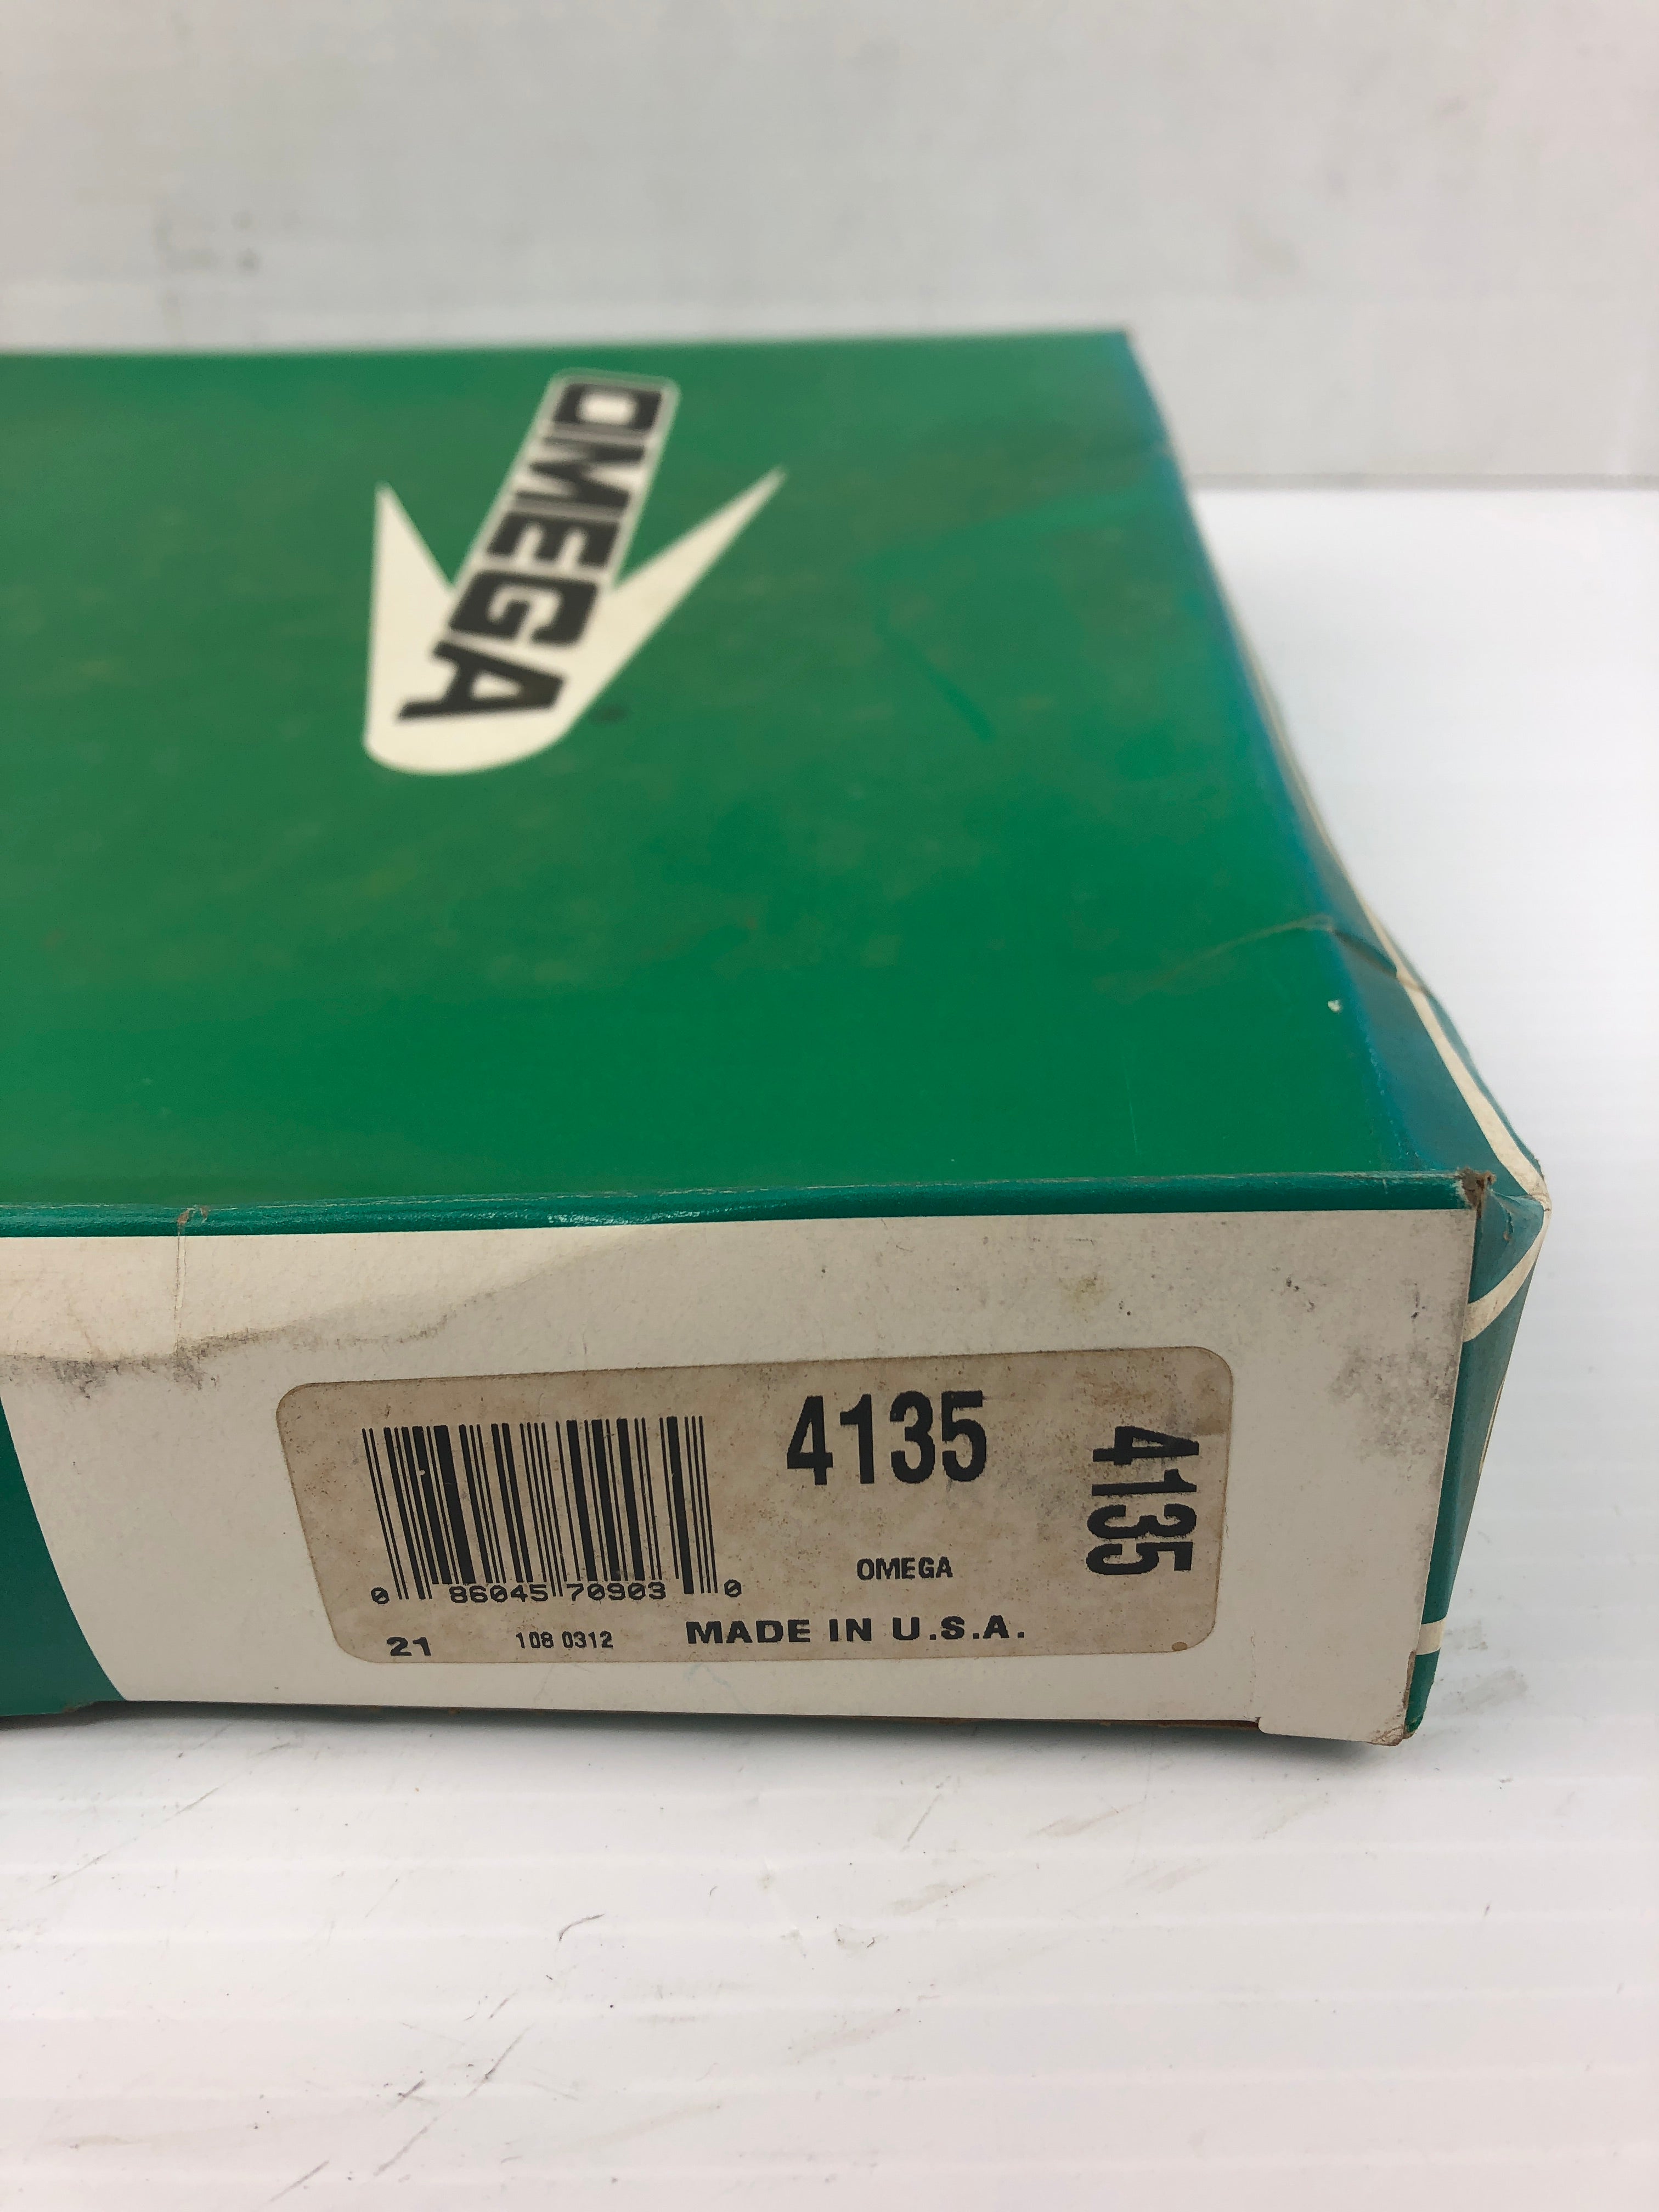 OMEGA
4135
4135
OMEGA
0 86045 70903 0
21 108 0312 MADE IN U.S.A.